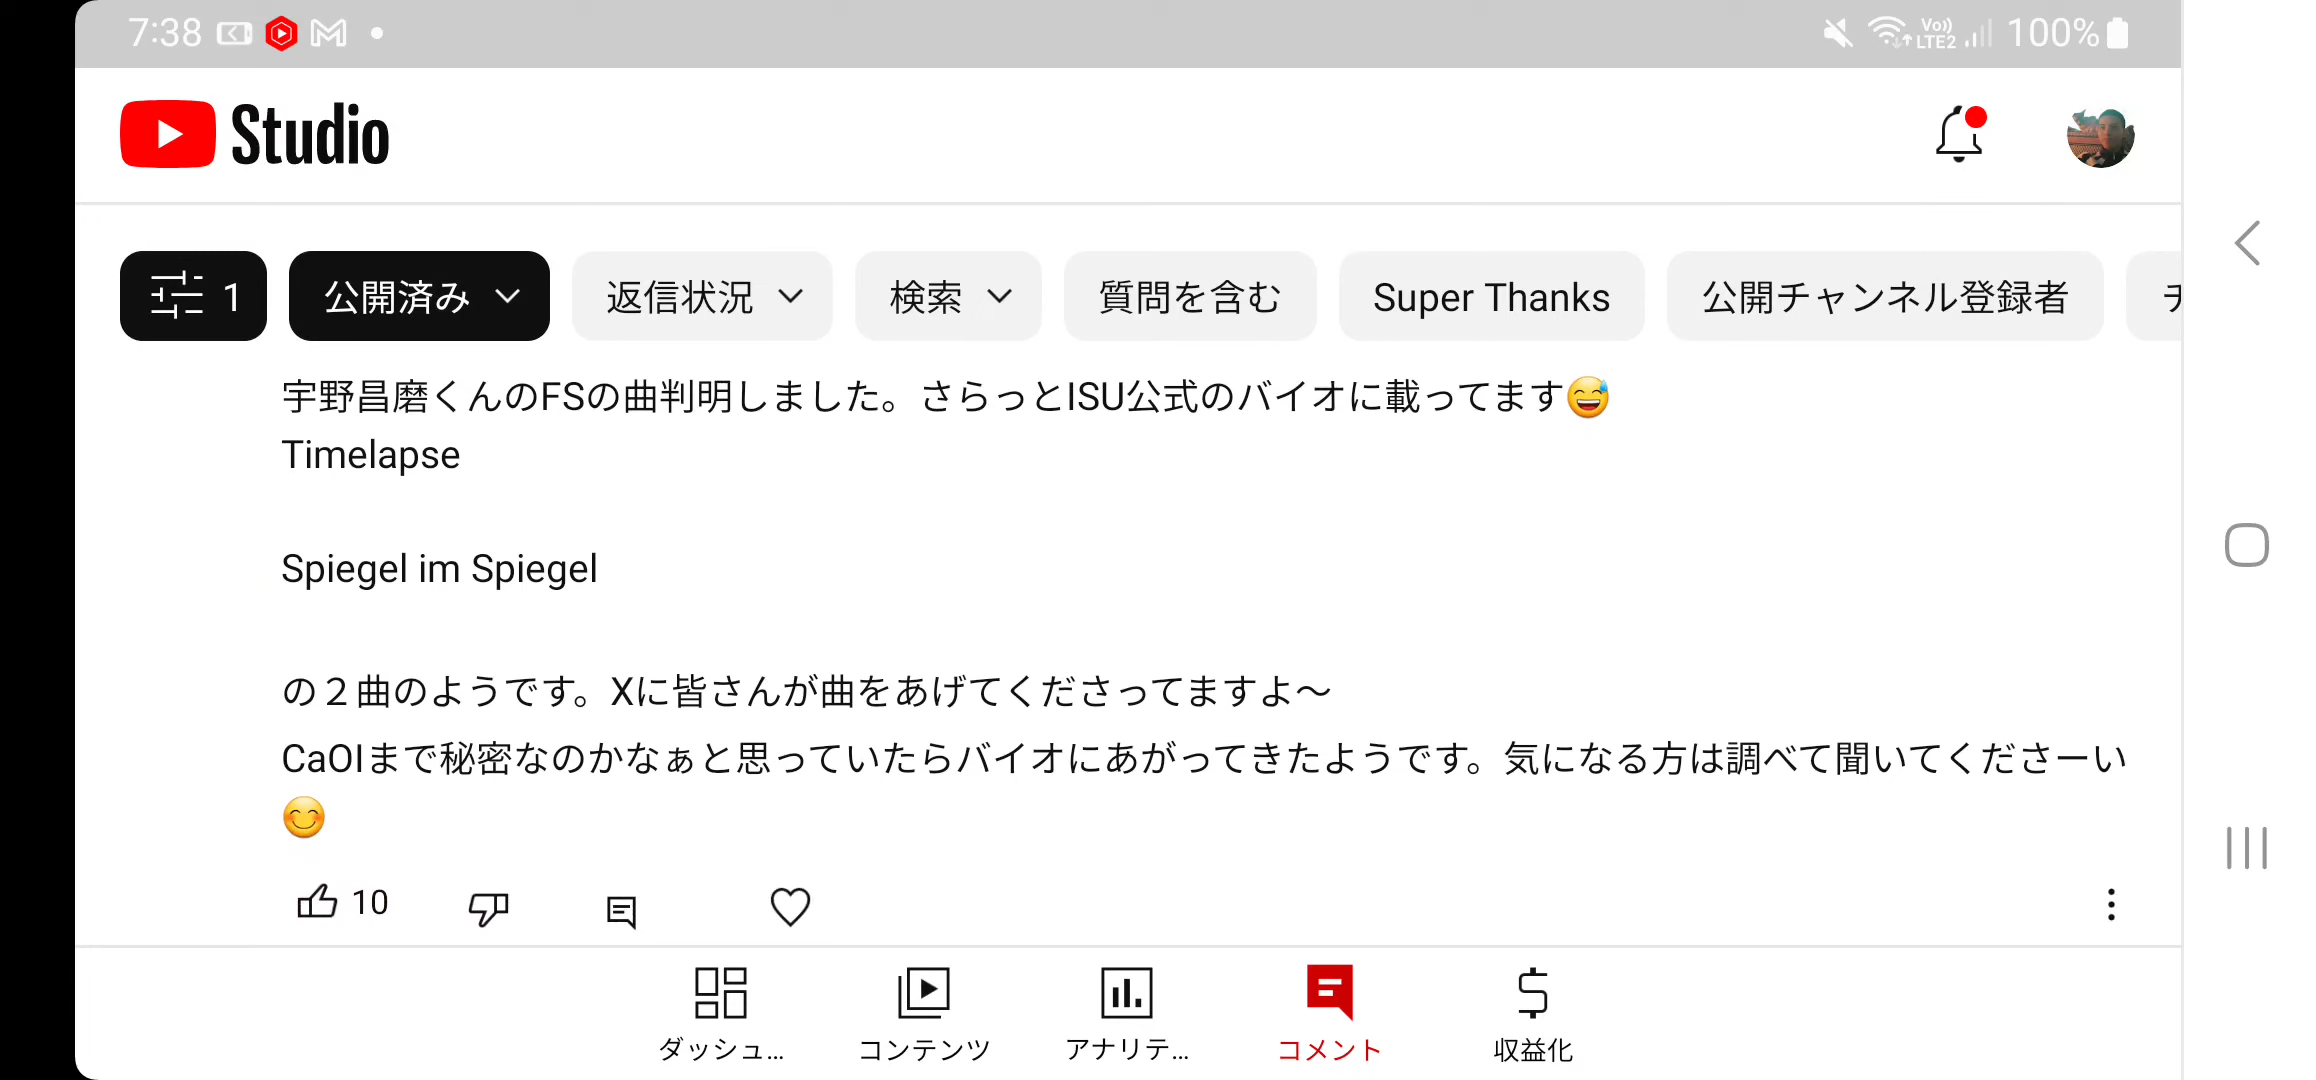 7:38
Vo)) LTE2 100%
Studio
1 公開済み 返信状況 検索 質問を含む Super Thanks 公開チャンネル登録者 チ
宇野昌磨くんのFSの曲判明しました。さらっとISU公式のバイオに載ってます😅
Timelapse
Spiegel im Spiegel
の２曲のようです。Xに皆さんが曲をあげてくださってますよ～
CaOIまで秘密なのかなぁと思っていたらバイオにあがってきたようです。気になる方は調べて聞いてくださーい
😊
10
ダッシュ... コンテンツ アナリテ... コメント 収益化